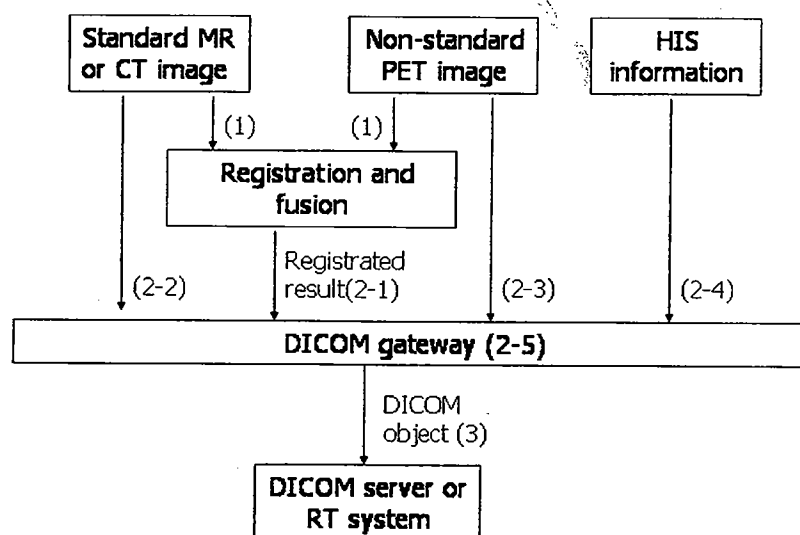 Standard MR
or CT image
Non-standard
PET image
HIS
information
(1)
(1)
Registration and
fusion
Registrated
result(2-1)
(2-2)
(2-3)
(2-4)
DICOM gateway (2-5)
DICOM
object (3)
DICOM server or
RT system